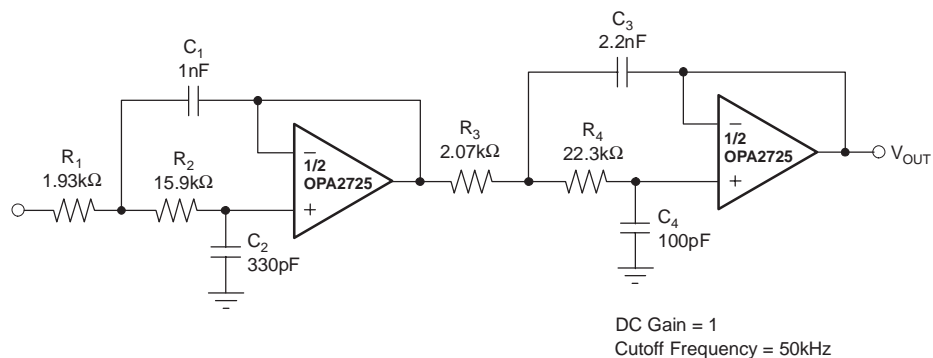 C1
1nF
C3
2.2nF
R1
1.93kΩ
R2
15.9kΩ
−
1/2
OPA2725
+
C2
330pF
R3
2.07kΩ
R4
22.3kΩ
−
1/2
OPA2725
+
VOUT
C4
100pF
DC Gain = 1
Cutoff Frequency = 50kHz